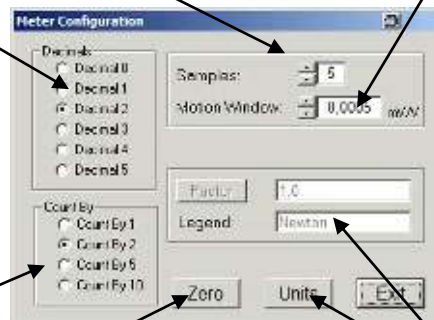 Meter Configuration
Decimals
Decimal 0
Decimal 1
Decimal 2
Decimal 3
Decimal 4
Decimal 5
Samples: 5
Motion Window: 0,0005 mV/V
Count By
Count By 1
Count By 2
Count By 5
Count By 10
Factor 1,0
Legend Newton
Zero Units Exit